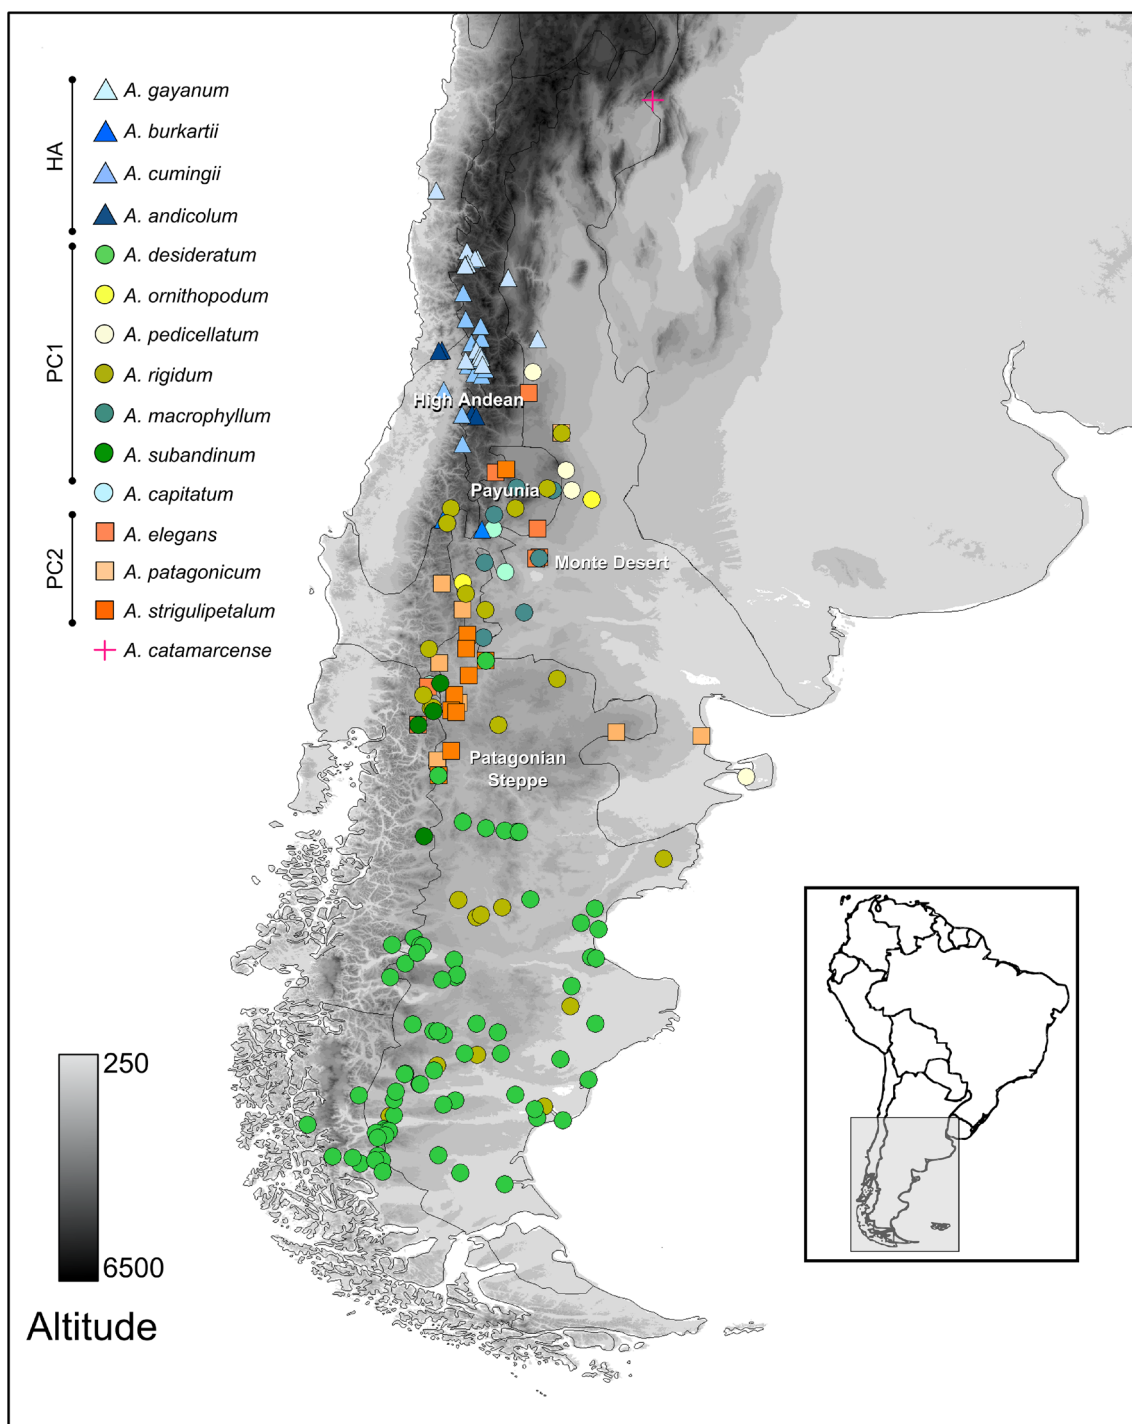 HA
A. gayanum
A. burkartii
A. cumingii
A. andicolum
PC1
A. desideratum
A. ornithopodum
A. pedicellatum
A. rigidum
A. macrophyllum
A. subandinum
A. capitatum
PC2
A. elegans
A. patagonicum
A. strigulipetalum
A. catamarcense
High Andean
Payunia
Monte Desert
Patagonian
Steppe
250
6500
Altitude